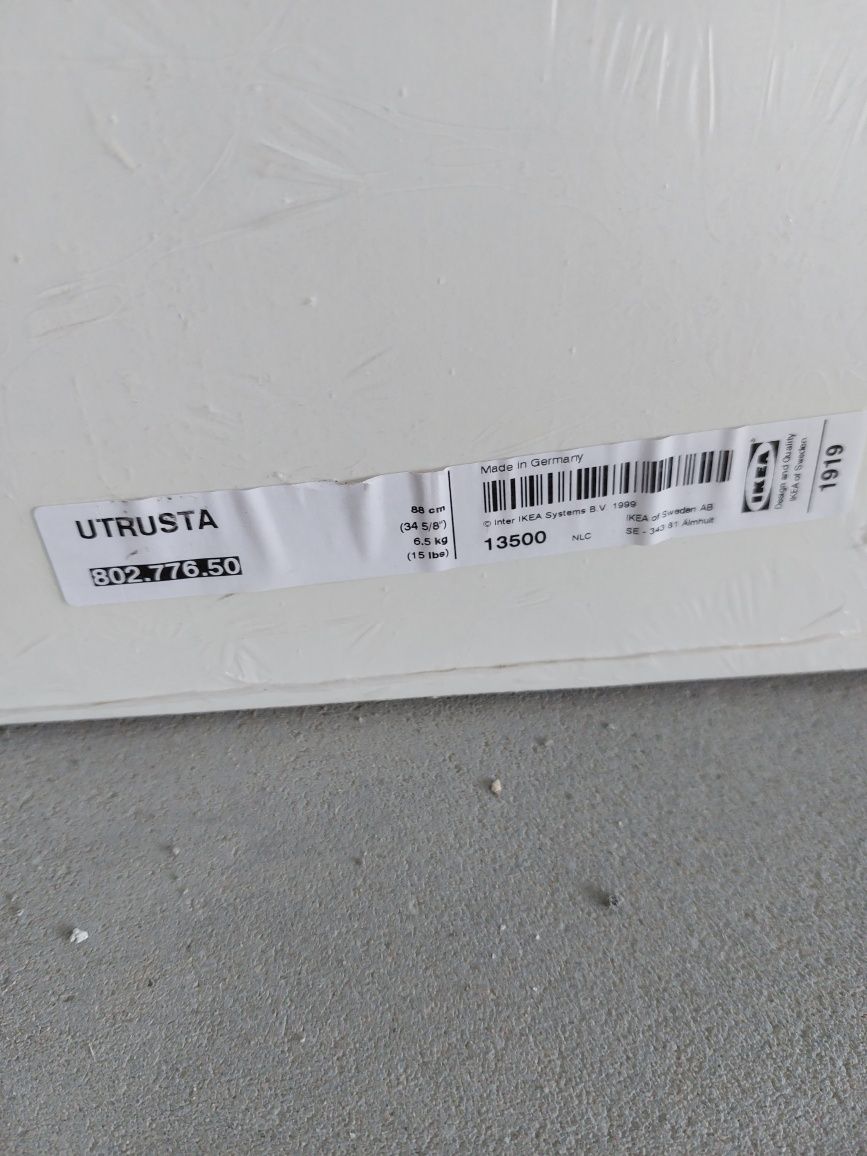 UTRUSTA
802.776.50
88 cm
(34 5/8")
6.5 kg
(15 lbs)
Made in Germany
© Inter IKEA Systems B.V 1999
13500 NLC
IKEA of Sweden AB
SE - 343 81 Älmhult
IKEA
Design and Quality
IKEA of Sweden
1919